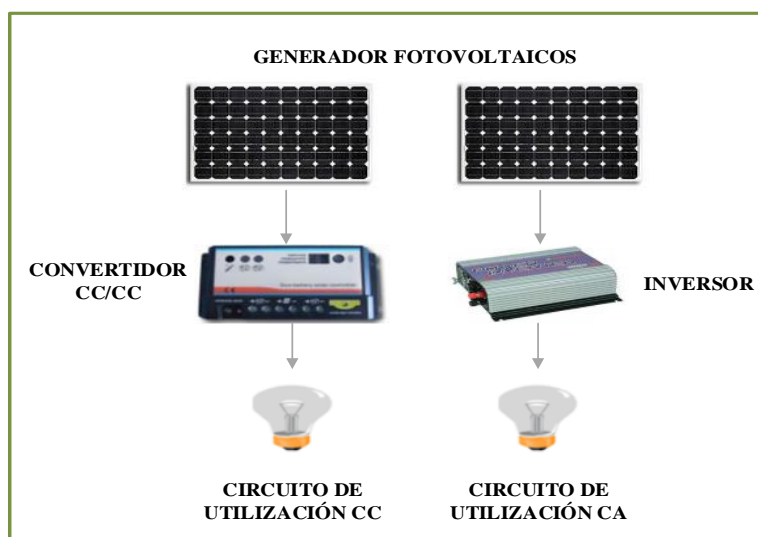 GENERADOR FOTOVOLTAICOS
CONVERTIDOR
CC/CC
INVERSOR
CIRCUITO DE
UTILIZACIÓN CC
CIRCUITO DE
UTILIZACIÓN CA